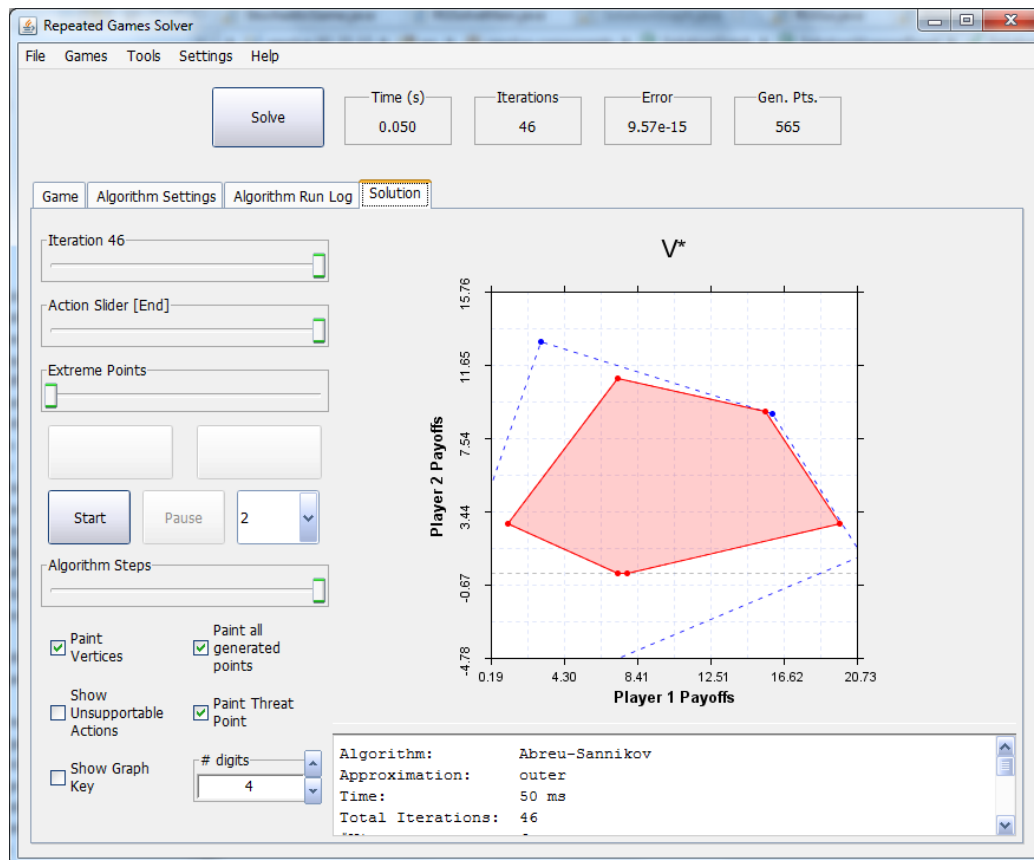 Repeated Games Solver
File Games Tools Settings Help
Solve
Time (s)
0.050
Iterations
46
Error
9.57e-15
Gen. Pts.
565
Game
Algorithm Settings
Algorithm Run Log
Solution
Iteration 46
Action Slider [End]
Extreme Points
Start
Pause
2
Algorithm Steps
Paint
Vertices
Paint all
generated
points
Show
Unsupportable
Actions
Paint Threat
Point
Show Graph
Key
# digits
4
V*
Player 2 Payoffs
15.76
11.65
7.54
3.44
-0.67
-4.78
0.19 4.30 8.41 12.51 16.62 20.73
Player 1 Payoffs
Algorithm: Abreu-Sannikov
Approximation: outer
Time: 50 ms
Total Iterations: 46